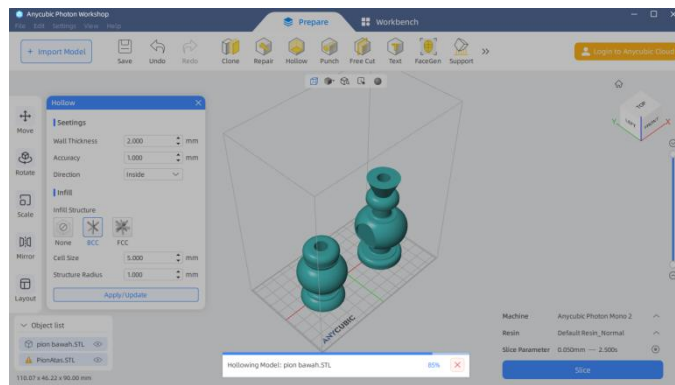 Anycubic Photon Workshop
File Edit Settings View Help
Prepare
Workbench
+ Import Model
Save
Undo
Redo
Clone
Repair
Hollow
Punch
Free Cut
Text
FaceGen
Support
Login to Anycubic Cloud
Move
Rotate
Scale
Mirror
Layout
Hollow
Seetings
Wall Thickness 2.000 mm
Accuracy 1.000 mm
Direction Inside
Infill
Infill Structure
None BCC FCC
Cell Size 5.000 mm
Structure Radius 1.000 mm
Apply/Update
Object list
pion bawah.STL
PionAtas.STL
110.07 x 46.22 x 90.00 mm
TOP
LEFT
FRONT
Y
X
ANYCUBIC
Hollowing Model: pion bawah.STL 85%
Machine Anycubic Photon Mono 2
Resin Default Resin_Normal
Slice Parameter 0.050mm --- 2.500s
Slice